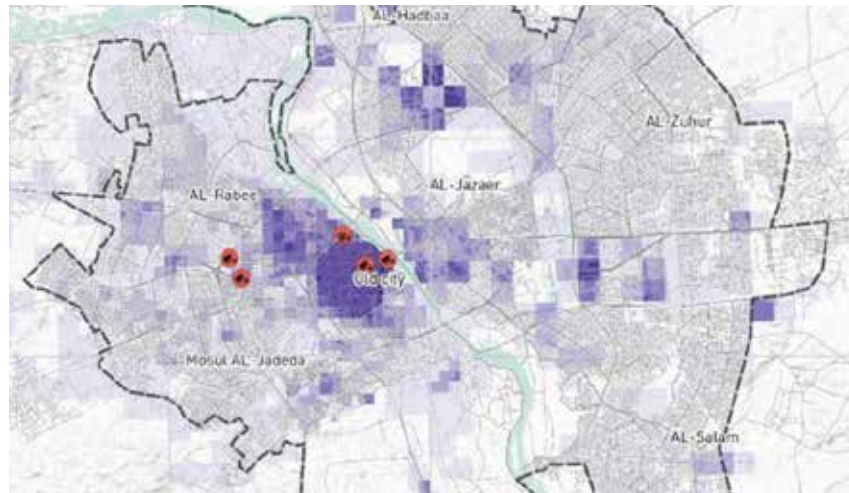 AL-Hadbaa
AL-Zuhur
AL-Jazaer
AL-Rabee
Old city
Mosul AL-Jadeda
AL-Salam